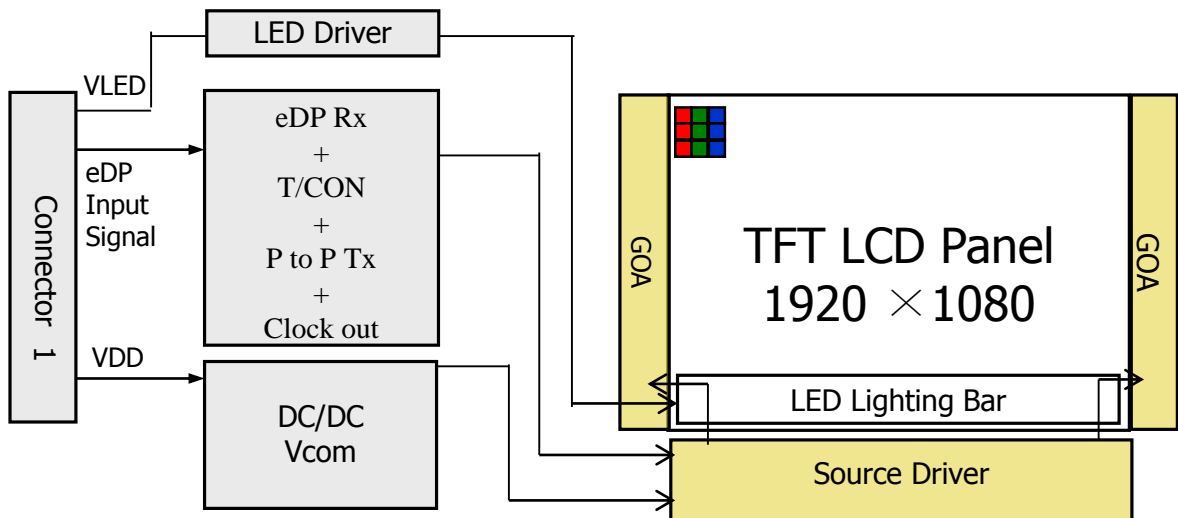 LED Driver
VLED
eDP Rx
+
T/CON
+
P to P Tx
+
Clock out
eDP
Input
Signal
Connector 1
VDD
DC/DC
Vcom
GOA
TFT LCD Panel
1920 ×1080
GOA
LED Lighting Bar
Source Driver